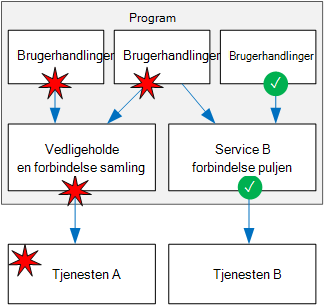 Program
Brugerhandlinger
Brugerhandlinger
Brugerhandlinger
Vedligeholde
en forbindelse samling
Service B
forbindelse puljen
Tjenesten A
Tjenesten B